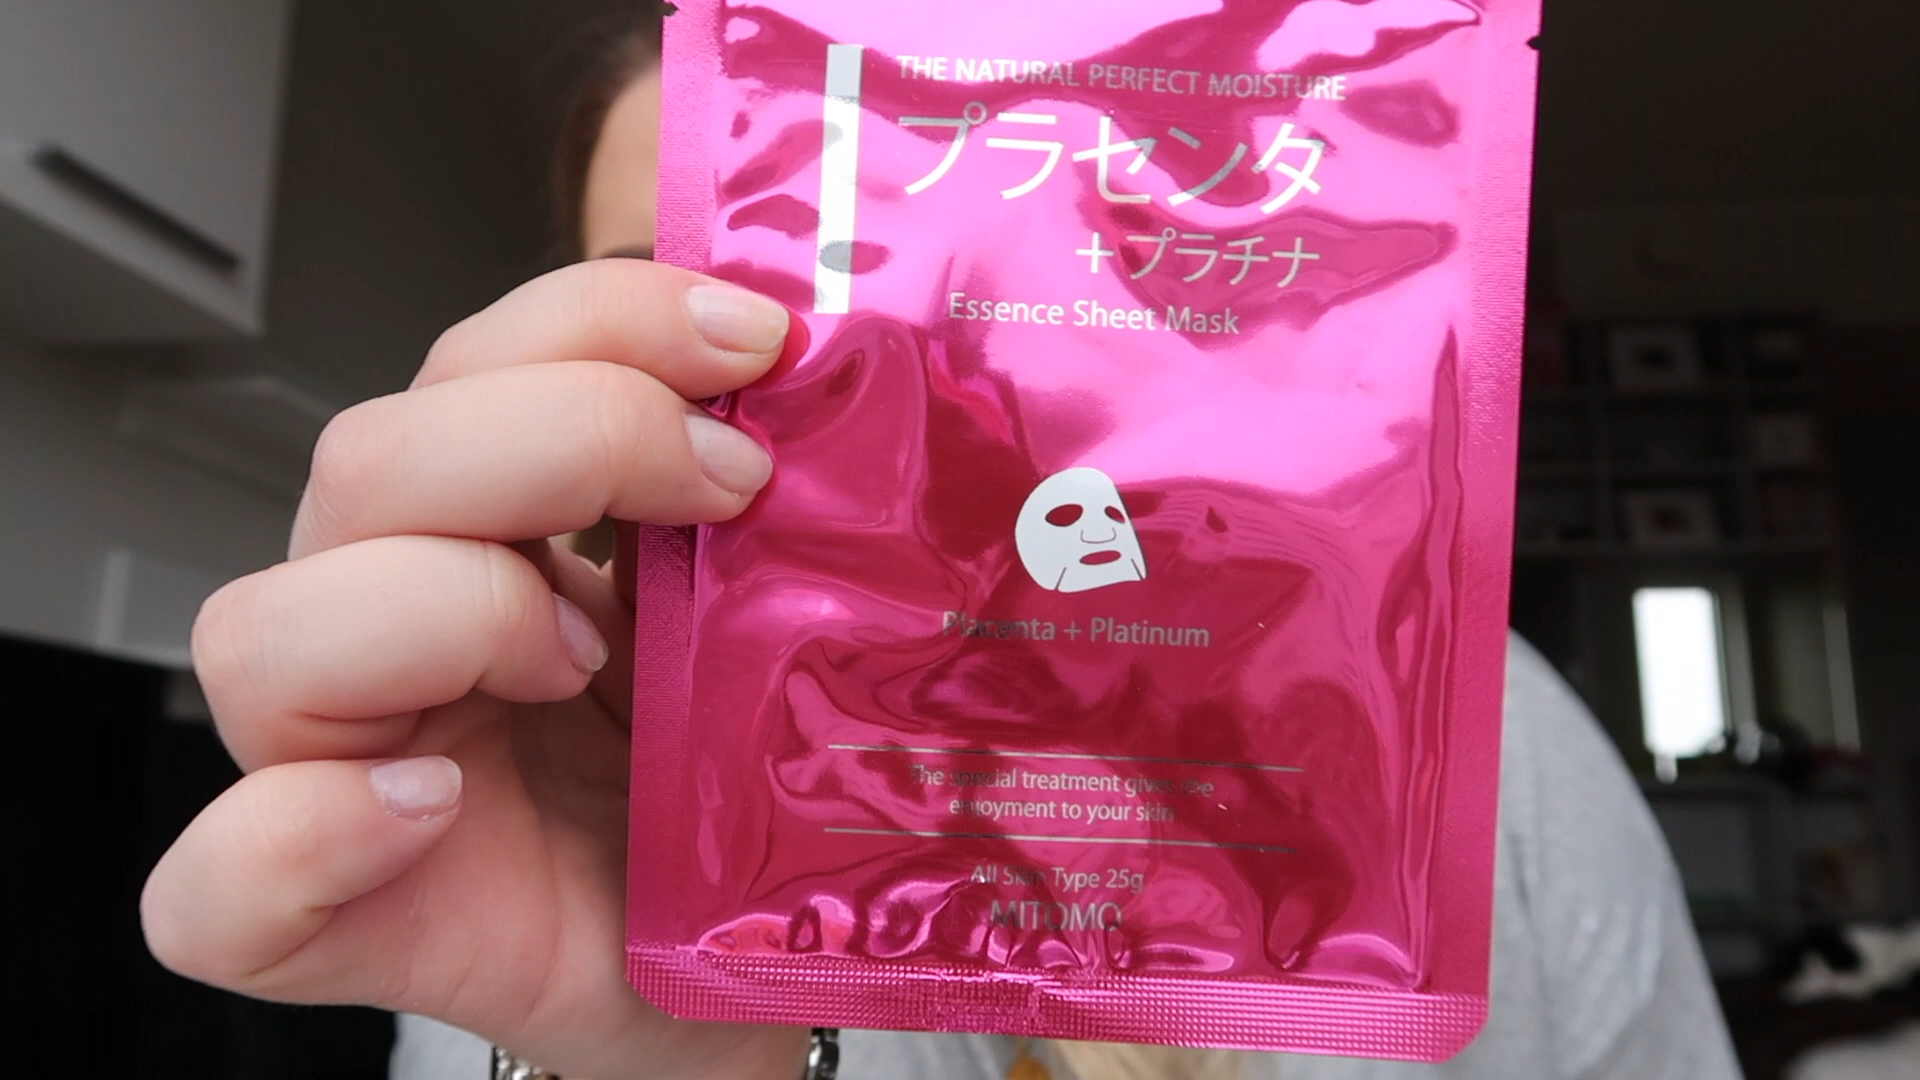 THE NATURAL PERFECT MOISTURE
プラセンタ
+プラチナ
Essence Sheet Mask
Placenta + Platinum
The special treatment gives the
enjoyment to your skin
All Skin Type 25g
MITOMO